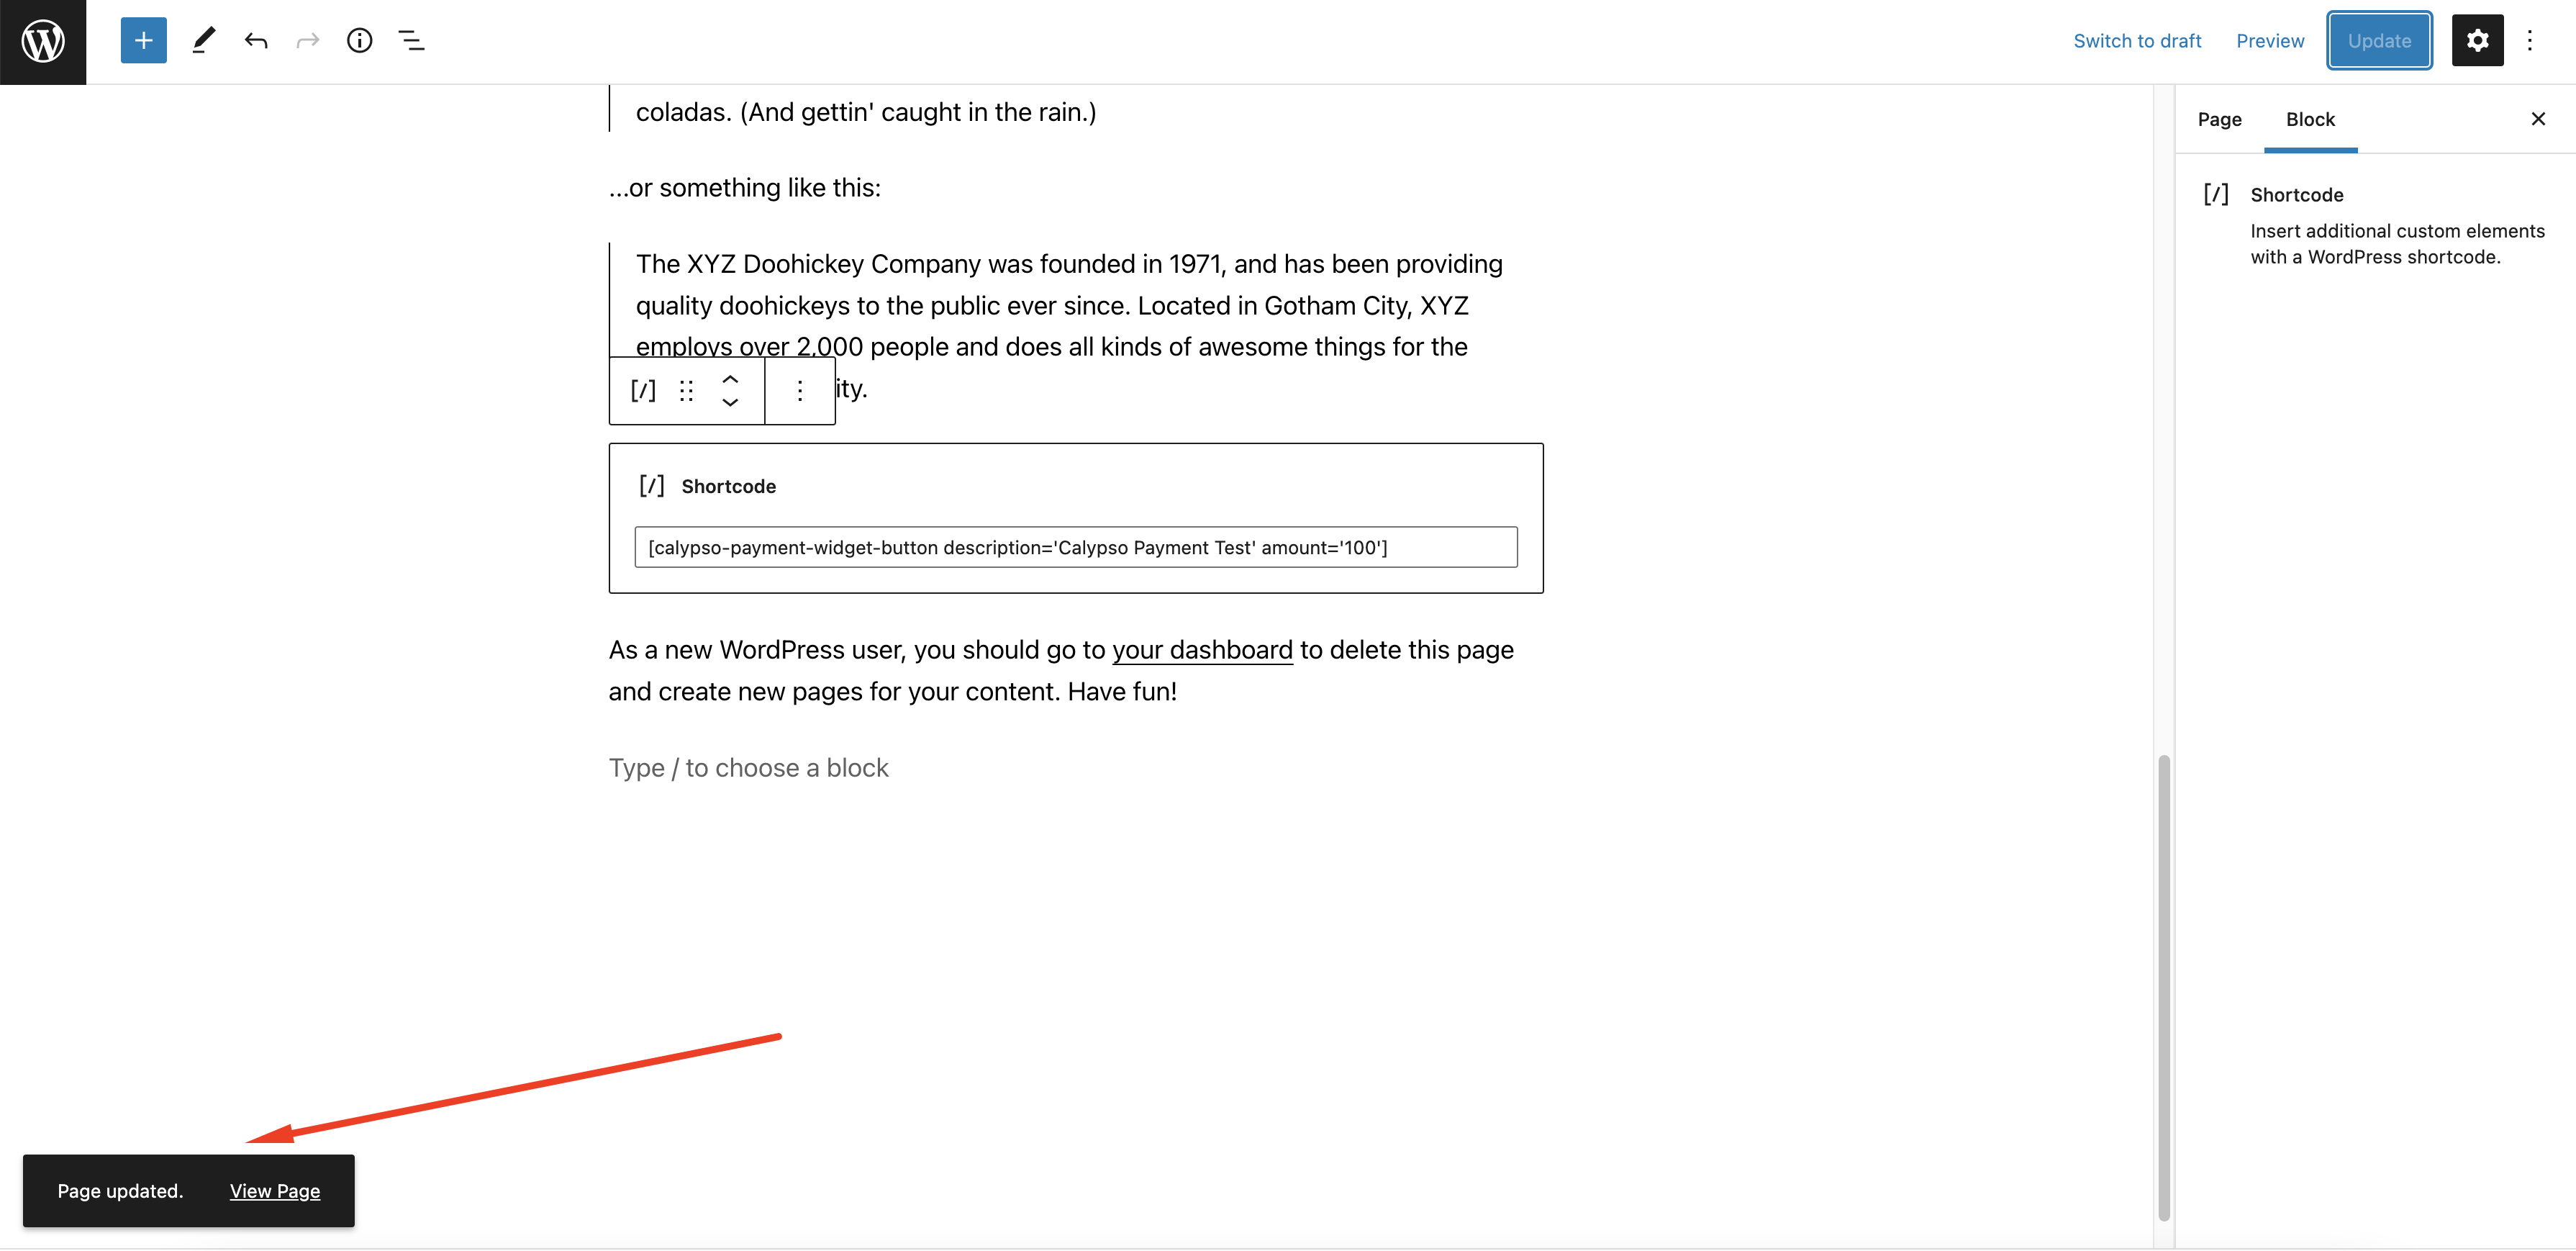 Switch to draft Preview Update
coladas. (And gettin' caught in the rain.)
...or something like this:
The XYZ Doohickey Company was founded in 1971, and has been providing
quality doohickeys to the public ever since. Located in Gotham City, XYZ
employs over 2,000 people and does all kinds of awesome things for the
ity.
[/] Shortcode
[calypso-payment-widget-button description='Calypso Payment Test' amount='100']
As a new WordPress user, you should go to your dashboard to delete this page
and create new pages for your content. Have fun!
Type / to choose a block
Page updated. View Page
Page Block
[/] Shortcode
Insert additional custom elements
with a WordPress shortcode.